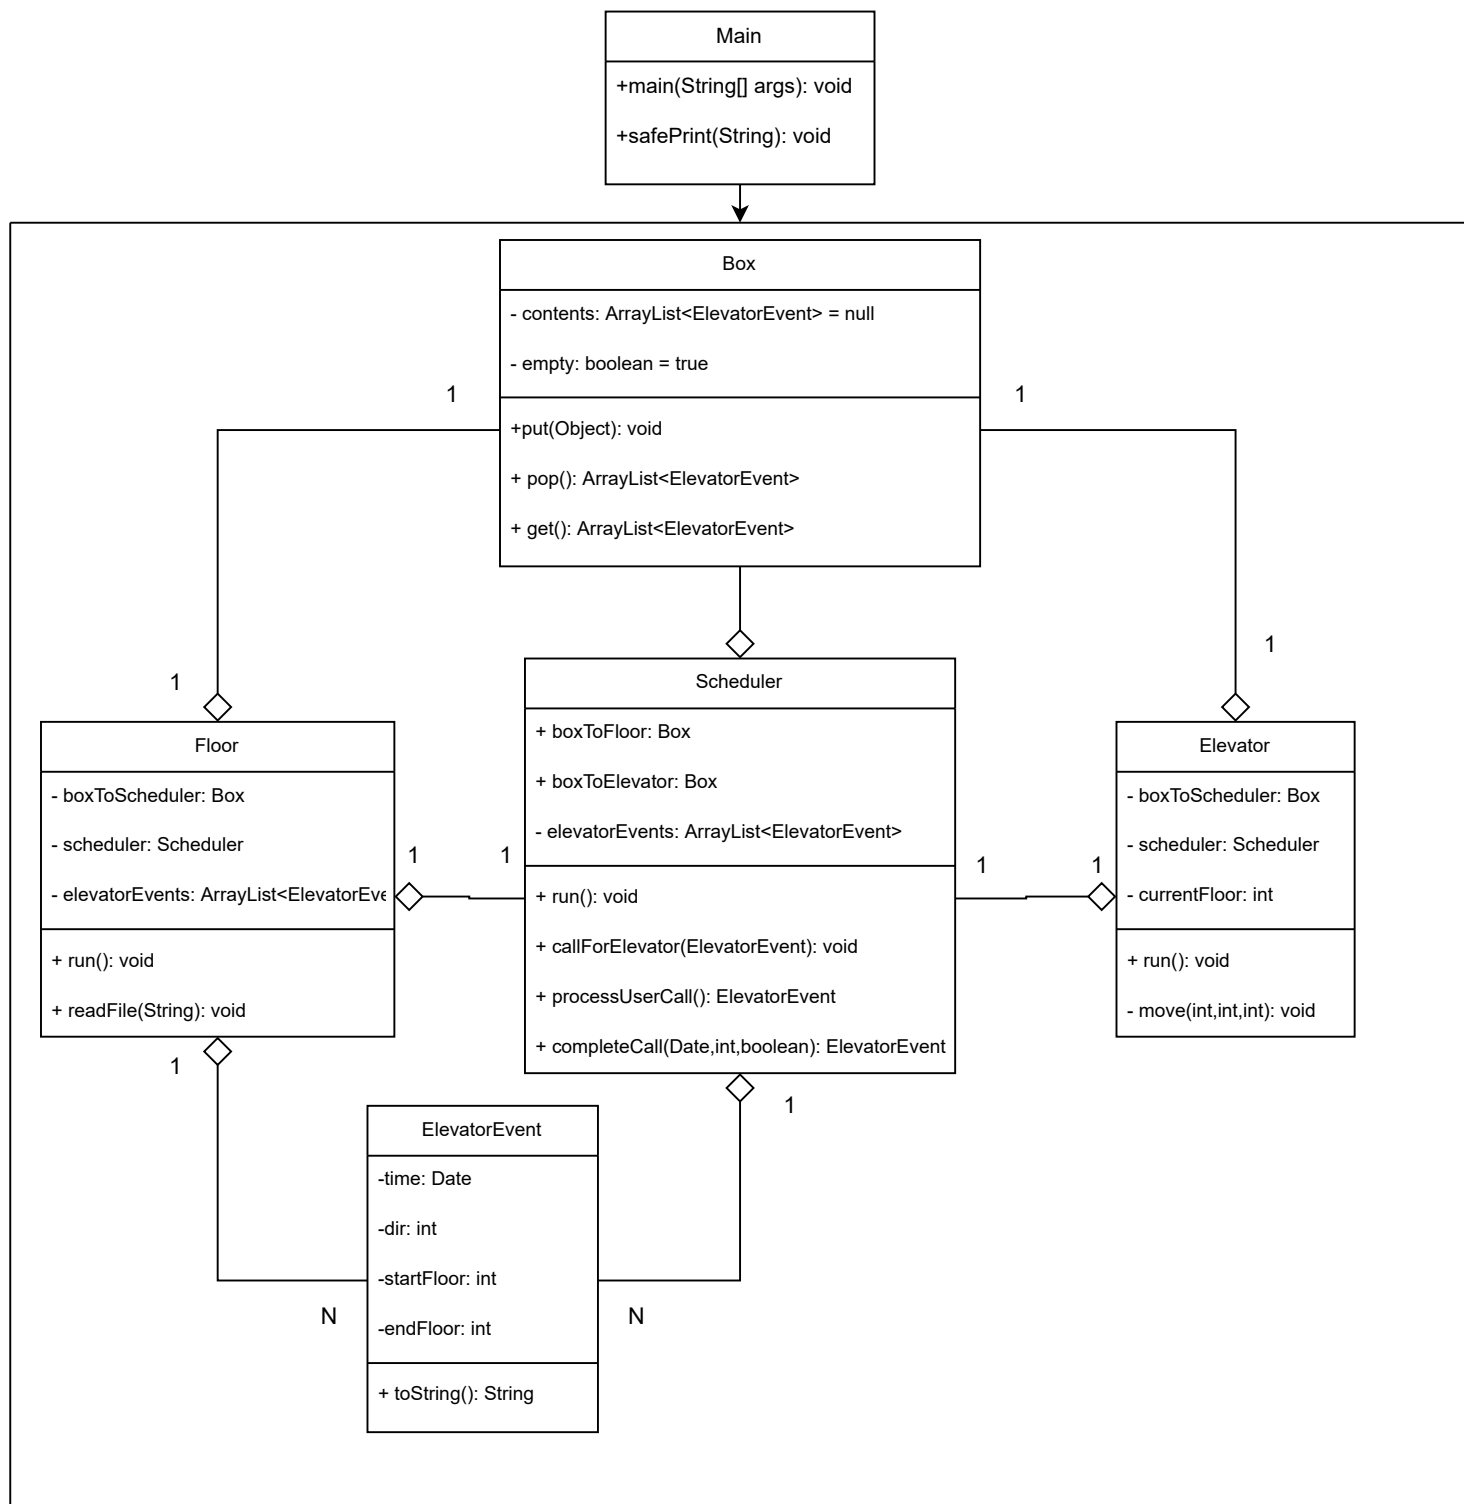 Main
+main(String[] args): void
+safePrint(String): void
Box
- contents: ArrayList<ElevatorEvent> = null
- empty: boolean = true
1
1
+put(Object): void
+ pop(): ArrayList<ElevatorEvent>
+ get(): ArrayList<ElevatorEvent>
1
1
Floor
- boxToScheduler: Box
- scheduler: Scheduler
- elevatorEvents: ArrayList<ElevatorEve
+ run(): void
+ readFile(String): void
1
1
Scheduler
+ boxToFloor: Box
+ boxToElevator: Box
- elevatorEvents: ArrayList<ElevatorEvent>
+ run(): void
+ callForElevator(ElevatorEvent): void
+ processUserCall(): ElevatorEvent
+ completeCall(Date,int,boolean): ElevatorEvent
1
1
Elevator
- boxToScheduler: Box
- scheduler: Scheduler
- currentFloor: int
+ run(): void
- move(int,int,int): void
1
1
ElevatorEvent
-time: Date
-dir: int
-startFloor: int
-endFloor: int
+ toString(): String
N
N